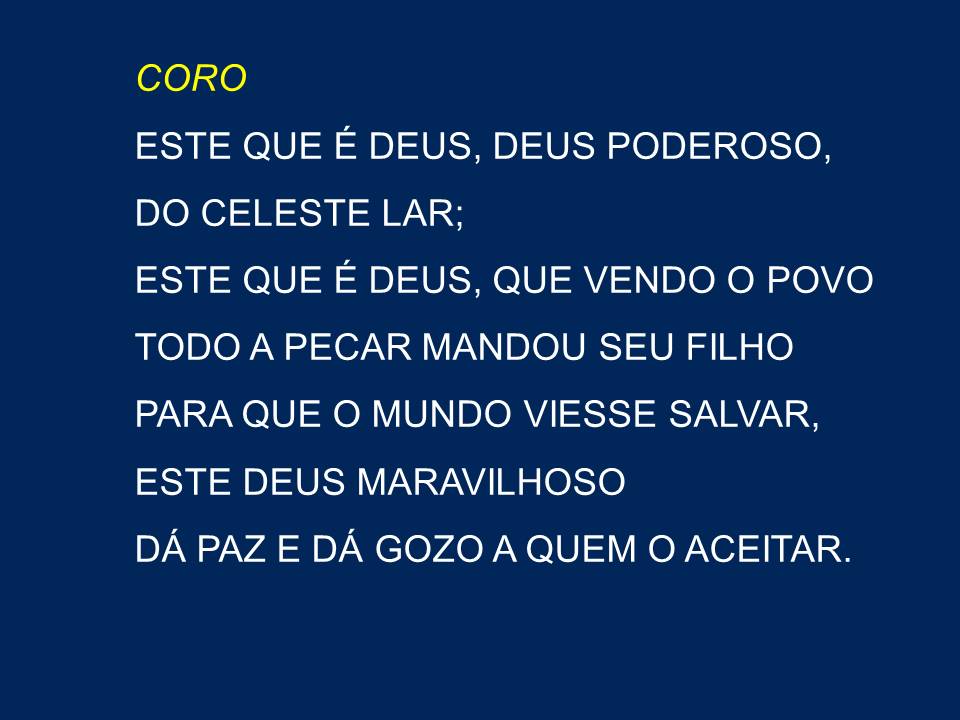 CORO
ESTE QUE É DEUS, DEUS PODEROSO,
DO CELESTE LAR;
ESTE QUE É DEUS, QUE VENDO O POVO
TODO A PECAR MANDOU SEU FILHO
PARA QUE O MUNDO VIESSE SALVAR,
ESTE DEUS MARAVILHOSO
DÁ PAZ E DÁ GOZO A QUEM O ACEITAR.